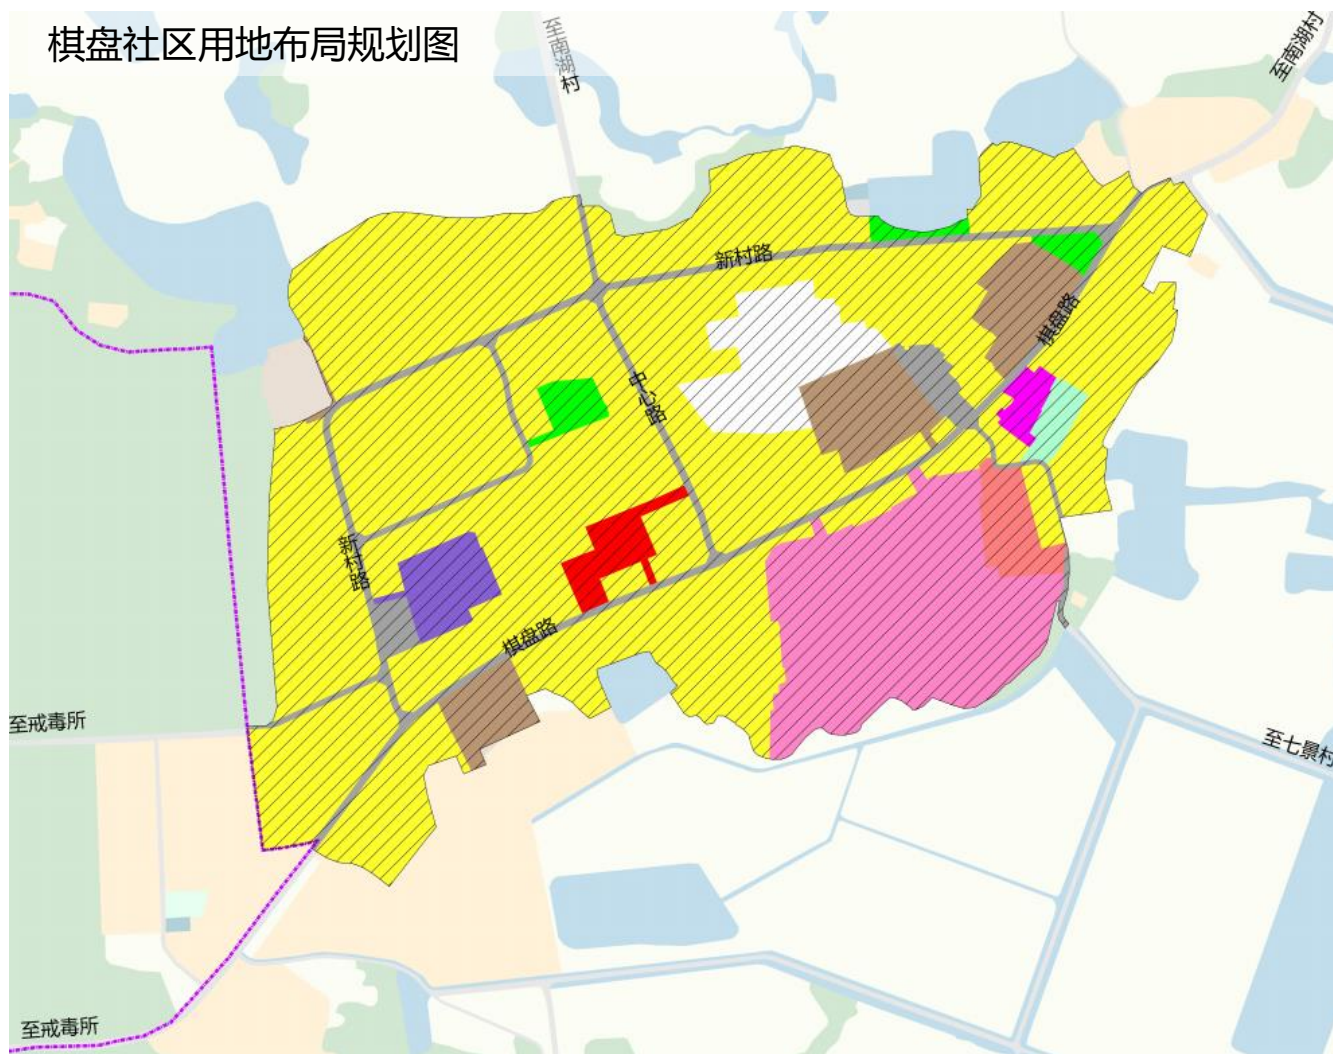 棋盘社区用地布局规划图
至南湖村
至南湖村
新村路
棋盘路
中心路
新村路
棋盘路
至戒毒所
至七景村
至戒毒所